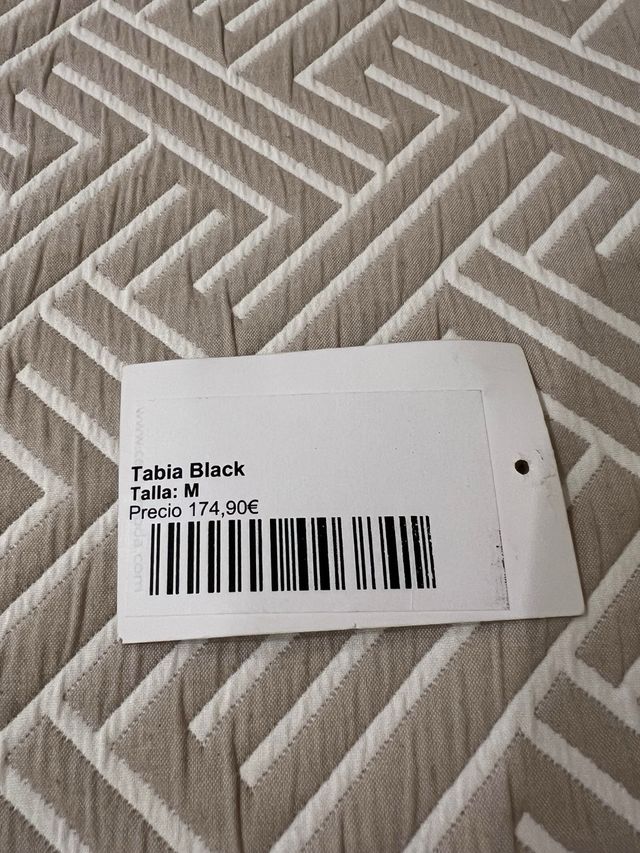 Tabia Black
Talla: M
Precio 174,90€